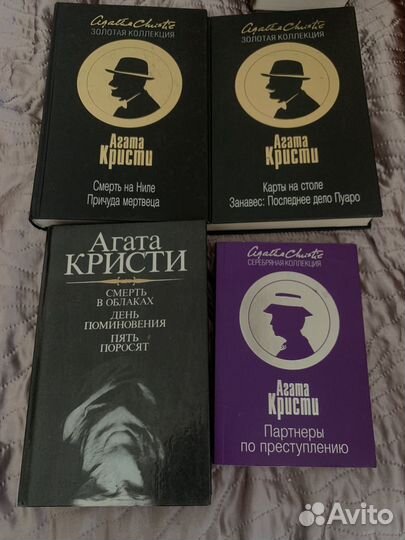 Agatha Christie
ЗОЛОТАЯ КОЛЛЕКЦИЯ
Агата
Кристи
Смерть на Ниле
Причуда мертвеца
Agatha Christie
ЗОЛОТАЯ КОЛЛЕКЦИЯ
Агата
Кристи
Карты на столе
Занавес: Последнее дело Пуаро
Агата
КРИСТИ
СМЕРТЬ
В ОБЛАКАХ
ДЕНЬ
ПОМИНОВЕНИЯ
ПЯТЬ
ПОРОСЯТ
Agatha Christie
СЕРЕБРЯНАЯ КОЛЛЕКЦИЯ
Агата
Кристи
Партнеры
по преступлению
Avito